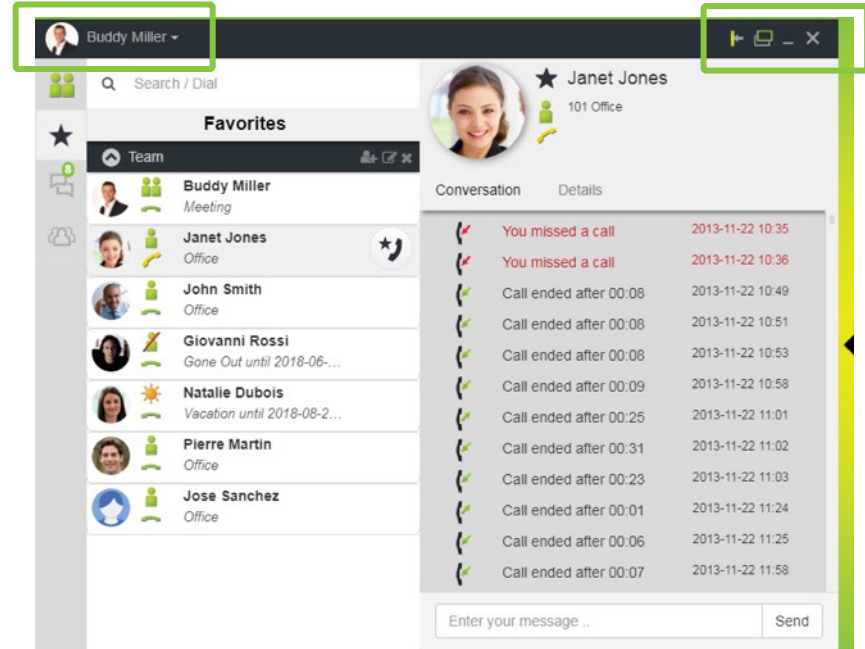 Buddy Miller
Search / Dial
Favorites
Team
8
Buddy Miller
Meeting
Janet Jones
Office
John Smith
Office
Giovanni Rossi
Gone Out until 2018-06-...
Natalie Dubois
Vacation until 2018-08-2...
Pierre Martin
Office
Jose Sanchez
Office
Janet Jones
101 Office
Conversation Details
You missed a call 2013-11-22 10:35
You missed a call 2013-11-22 10:36
Call ended after 00:08 2013-11-22 10:49
Call ended after 00:08 2013-11-22 10:51
Call ended after 00:08 2013-11-22 10:53
Call ended after 00:09 2013-11-22 10:58
Call ended after 00:25 2013-11-22 11:01
Call ended after 00:31 2013-11-22 11:02
Call ended after 00:23 2013-11-22 11:03
Call ended after 00:01 2013-11-22 11:24
Call ended after 00:06 2013-11-22 11:25
Call ended after 00:07 2013-11-22 11:58
Enter your message .. Send